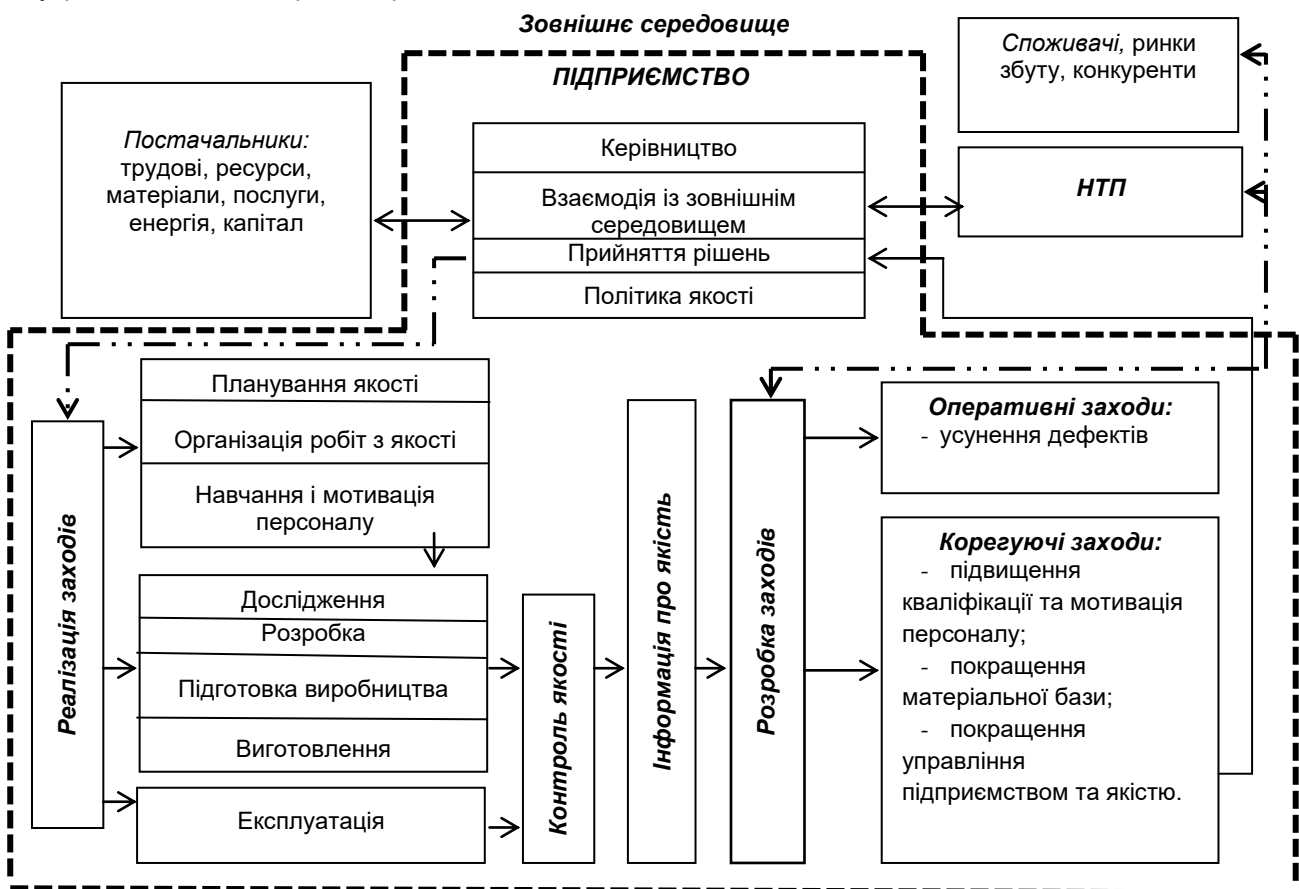 Зовнішнє середовище
ПІДПРИЄМСТВО
Споживачі, ринки
збуту, конкуренти
Постачальники:
трудові, ресурси,
матеріали, послуги,
енергія, капітал
Керівництво
Взаємодія із зовнішнім
середовищем
Прийняття рішень
Політика якості
НТП
Реалізація заходів
Планування якості
Організація робіт з якості
Навчання і мотивація
персоналу
Дослідження
Розробка
Підготовка виробництва
Виготовлення
Експлуатація
Контроль якості
Інформація про якість
Розробка заходів
Оперативні заходи:
- усунення дефектів
Корегуючі заходи:
- підвищення
кваліфікації та мотивація
персоналу;
- покращення
матеріальної бази;
- покращення
управління
підприємством та якістю.